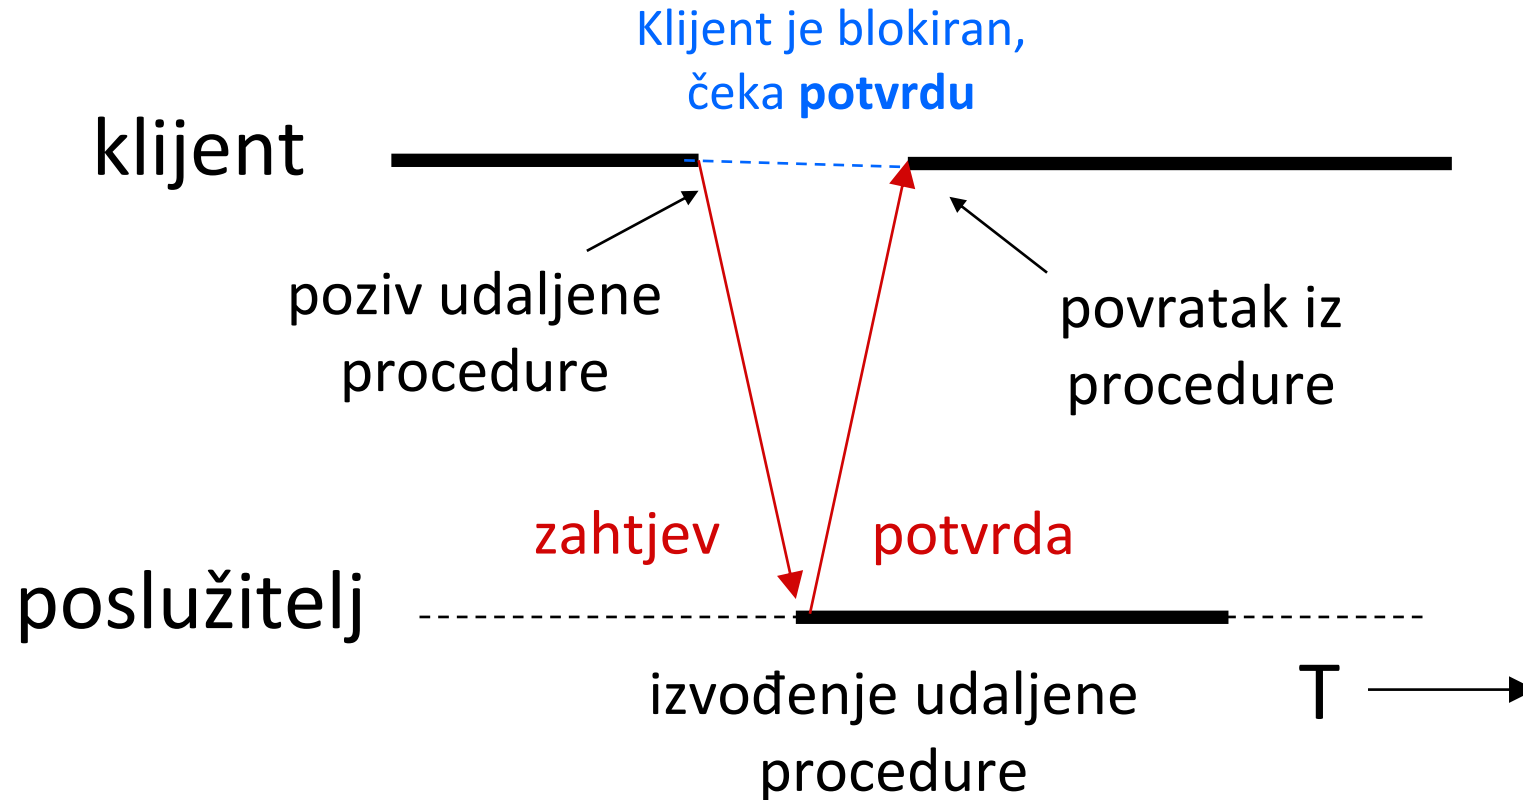 Klijent je blokiran,
čeka potvrdu
klijent
poziv udaljene
procedure
povratak iz
procedure
zahtjev
potvrda
poslužitelj
izvođenje udaljene
procedure
T